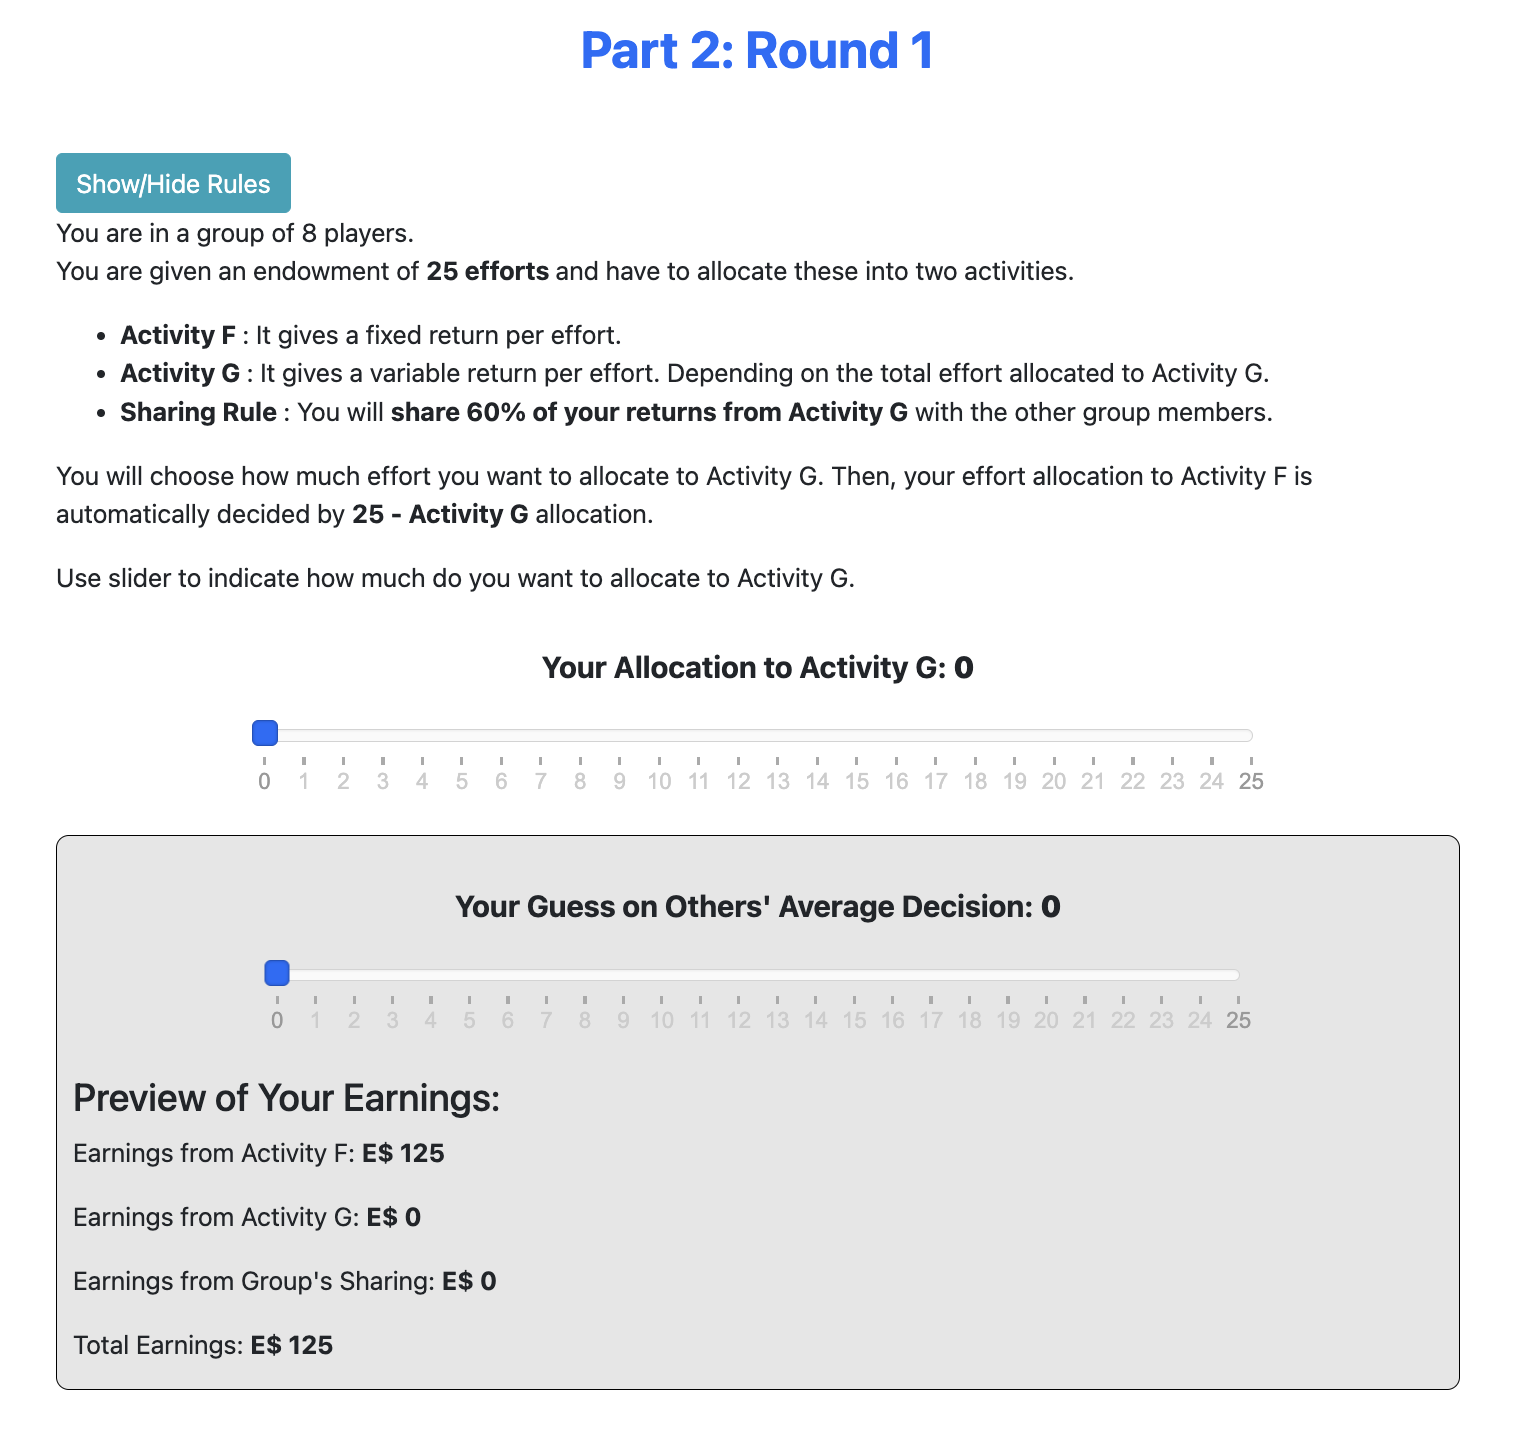 Part 2: Round 1
Show/Hide Rules
You are in a group of 8 players.
You are given an endowment of 25 efforts and have to allocate these into two activities.
• Activity F : It gives a fixed return per effort.
• Activity G : It gives a variable return per effort. Depending on the total effort allocated to Activity G.
• Sharing Rule : You will share 60% of your returns from Activity G with the other group members.
You will choose how much effort you want to allocate to Activity G. Then, your effort allocation to Activity F is
automatically decided by 25 - Activity G allocation.
Use slider to indicate how much do you want to allocate to Activity G.
Your Allocation to Activity G: 0
0 1 2 3 4 5 6 7 8 9 10 11 12 13 14 15 16 17 18 19 20 21 22 23 24 25
Your Guess on Others' Average Decision: 0
0 1 2 3 4 5 6 7 8 9 10 11 12 13 14 15 16 17 18 19 20 21 22 23 24 25
Preview of Your Earnings:
Earnings from Activity F: E$ 125
Earnings from Activity G: E$ 0
Earnings from Group's Sharing: E$ 0
Total Earnings: E$ 125